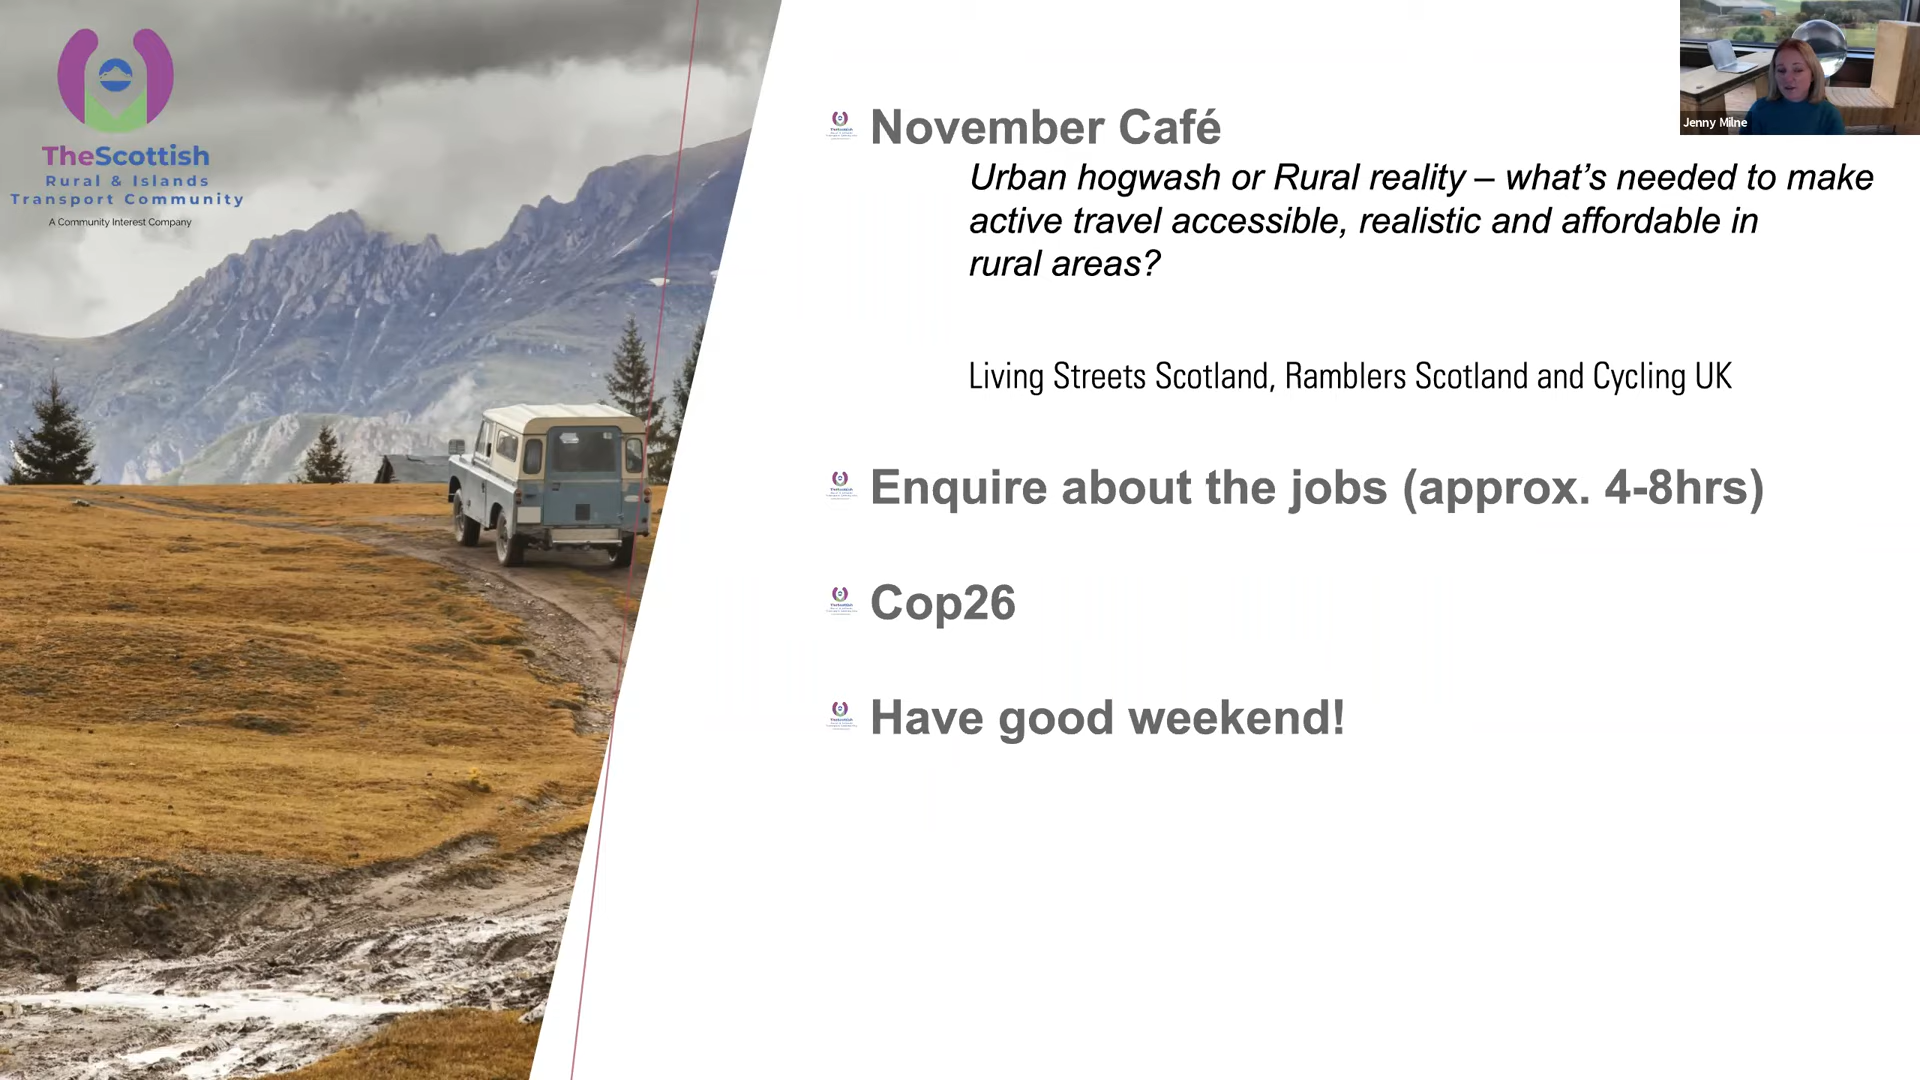 TheScottish
Rural & Islands
Transport Community
A Community Interest Company
November Café
Urban hogwash or Rural reality – what's needed to make
active travel accessible, realistic and affordable in
rural areas?
Living Streets Scotland, Ramblers Scotland and Cycling UK
Enquire about the jobs (approx. 4-8hrs)
Cop26
Have good weekend!
Jenny Milne